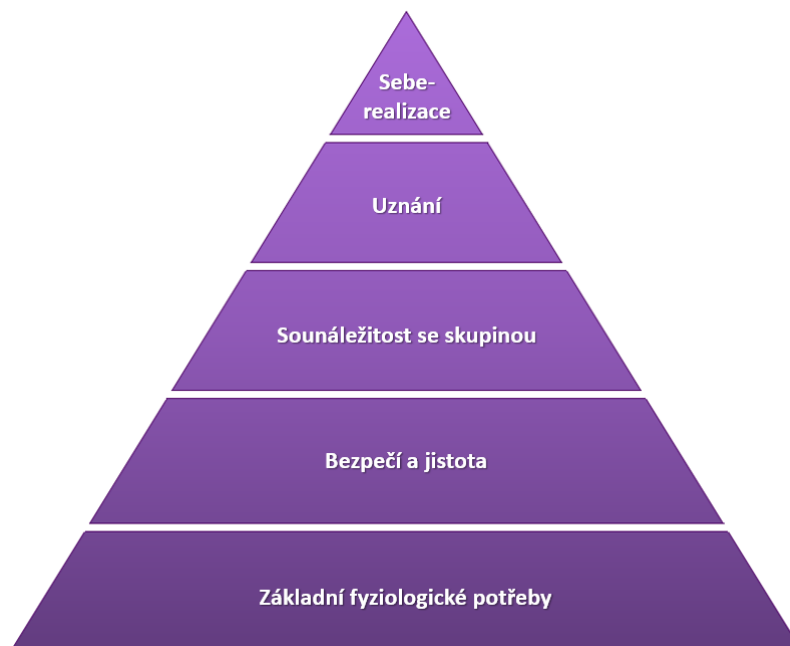 Sebe-
realizace
Uznání
Sounáležitost se skupinou
Bezpečí a jistota
Základní fyziologické potřeby